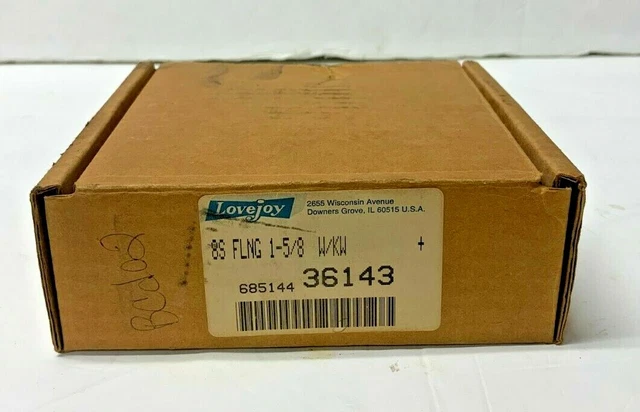 Lovejoy
2655 Wisconsin Avenue
Downers Grove, IL 60515 U.S.A.
8S FLNG 1-5/8 W/KW +
685144 36143